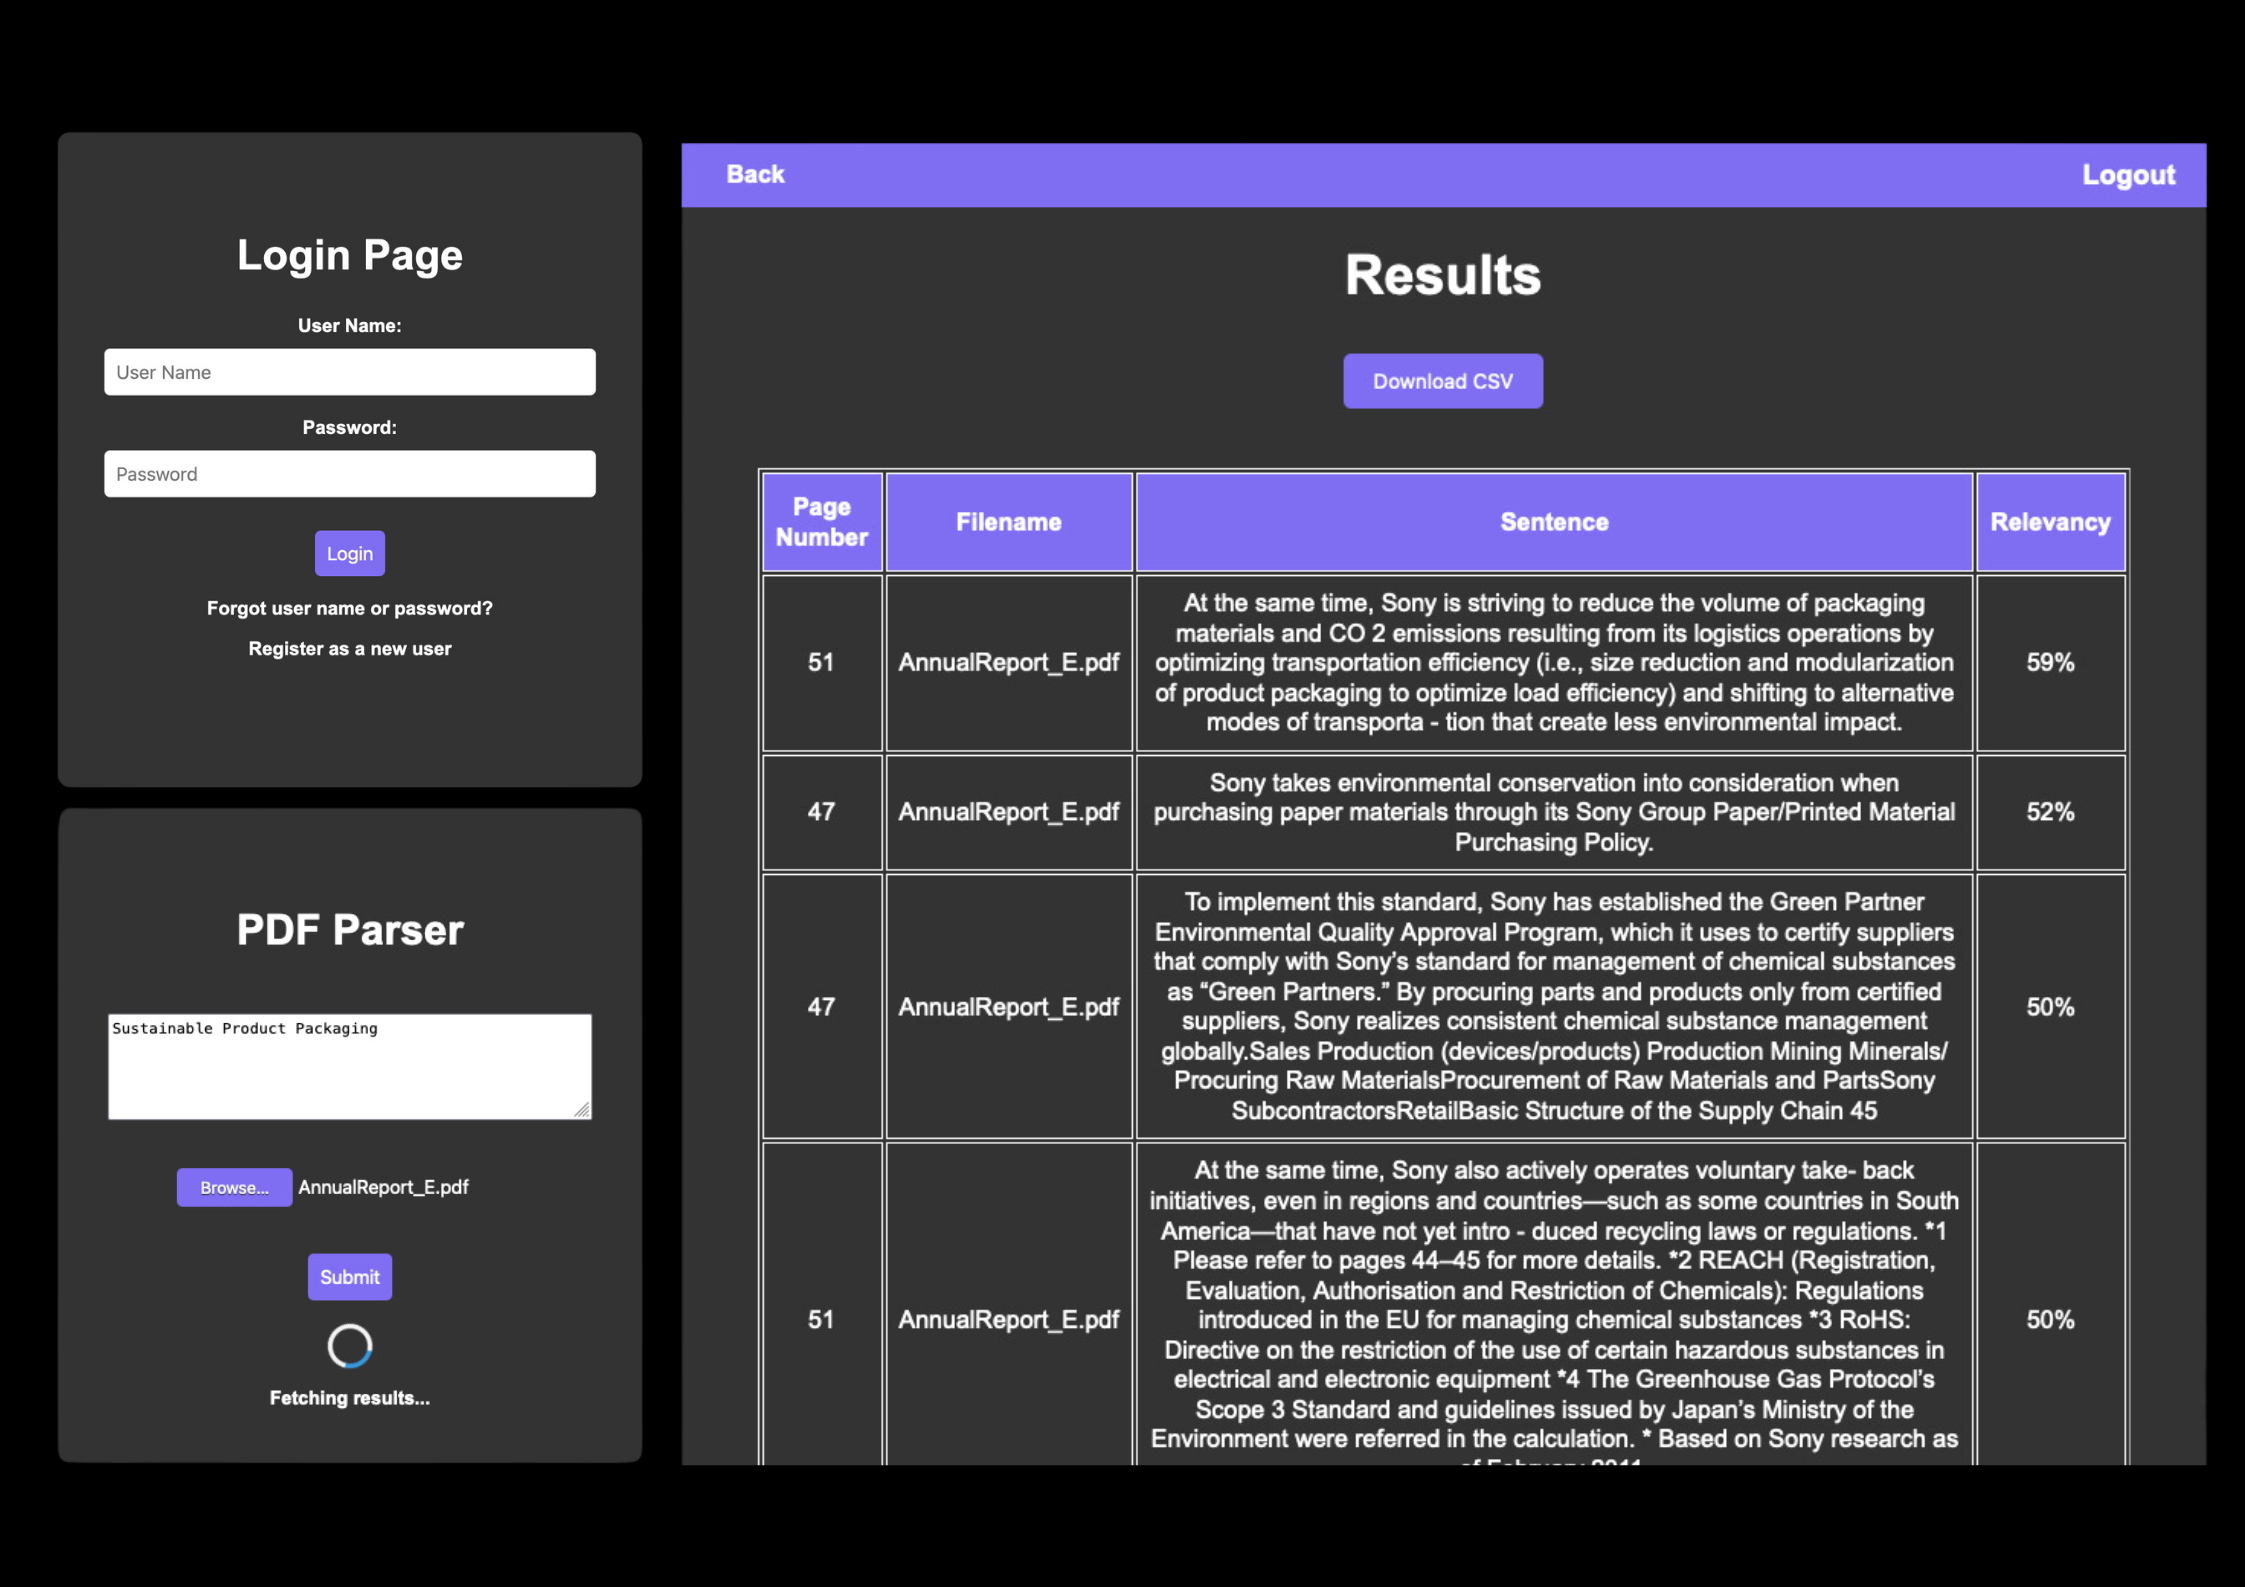 Login Page
User Name:
User Name
Password:
Password
Login
Forgot user name or password?
Register as a new user
PDF Parser
Sustainable Product Packaging
Browse... AnnualReport_E.pdf
Submit
Fetching results...
Back Logout
Results
Download CSV
Page
Number
Filename
Sentence
Relevancy
51
AnnualReport_E.pdf
At the same time, Sony is striving to reduce the volume of packaging
materials and CO 2 emissions resulting from its logistics operations by
optimizing transportation efficiency (i.e., size reduction and modularization
of product packaging to optimize load efficiency) and shifting to alternative
modes of transporta - tion that create less environmental impact.
59%
47
AnnualReport_E.pdf
Sony takes environmental conservation into consideration when
purchasing paper materials through its Sony Group Paper/Printed Material
Purchasing Policy.
52%
47
AnnualReport_E.pdf
To implement this standard, Sony has established the Green Partner
Environmental Quality Approval Program, which it uses to certify suppliers
that comply with Sony’s standard for management of chemical substances
as “Green Partners.” By procuring parts and products only from certified
suppliers, Sony realizes consistent chemical substance management
globally.Sales Production (devices/products) Production Mining Minerals/
Procuring Raw MaterialsProcurement of Raw Materials and PartsSony
SubcontractorsRetailBasic Structure of the Supply Chain 45
50%
51
AnnualReport_E.pdf
At the same time, Sony also actively operates voluntary take- back
initiatives, even in regions and countries—such as some countries in South
America—that have not yet intro - duced recycling laws or regulations. *1
Please refer to pages 44–45 for more details. *2 REACH (Registration,
Evaluation, Authorisation and Restriction of Chemicals): Regulations
introduced in the EU for managing chemical substances *3 RoHS:
Directive on the restriction of the use of certain hazardous substances in
electrical and electronic equipment *4 The Greenhouse Gas Protocol’s
Scope 3 Standard and guidelines issued by Japan’s Ministry of the
Environment were referred in the calculation. * Based on Sony research as
of February 2011
50%